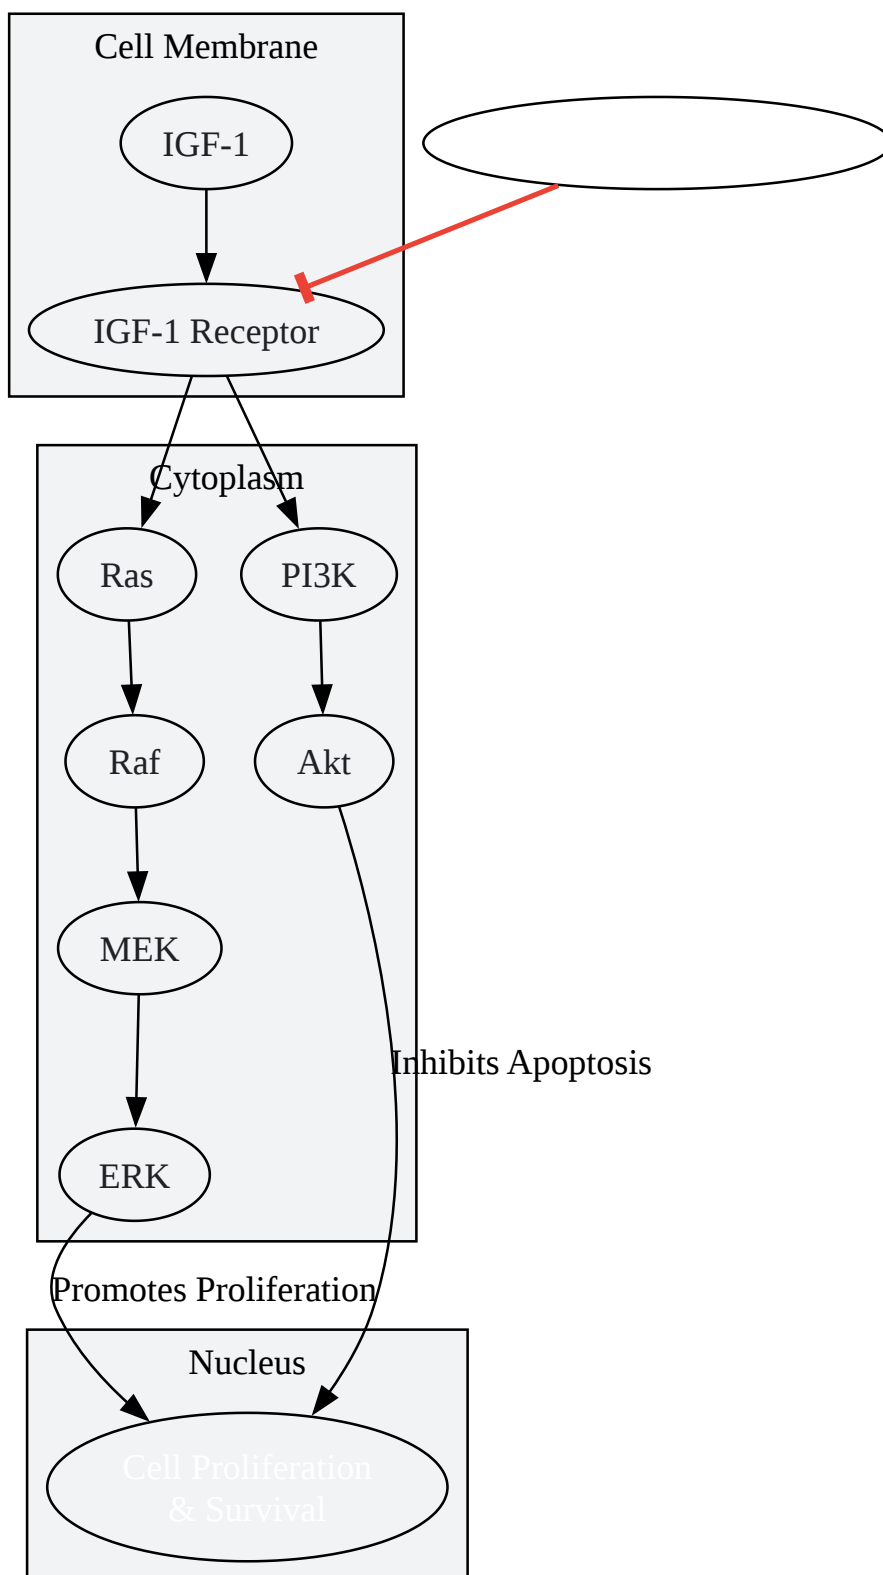 Cell Membrane
IGF-1
IGF-1 Receptor
Cytoplasm
Ras
PI3K
Raf
Akt
MEK
Inhibits Apoptosis
ERK
Promotes Proliferation
Nucleus
Cell Proliferation
& Survival